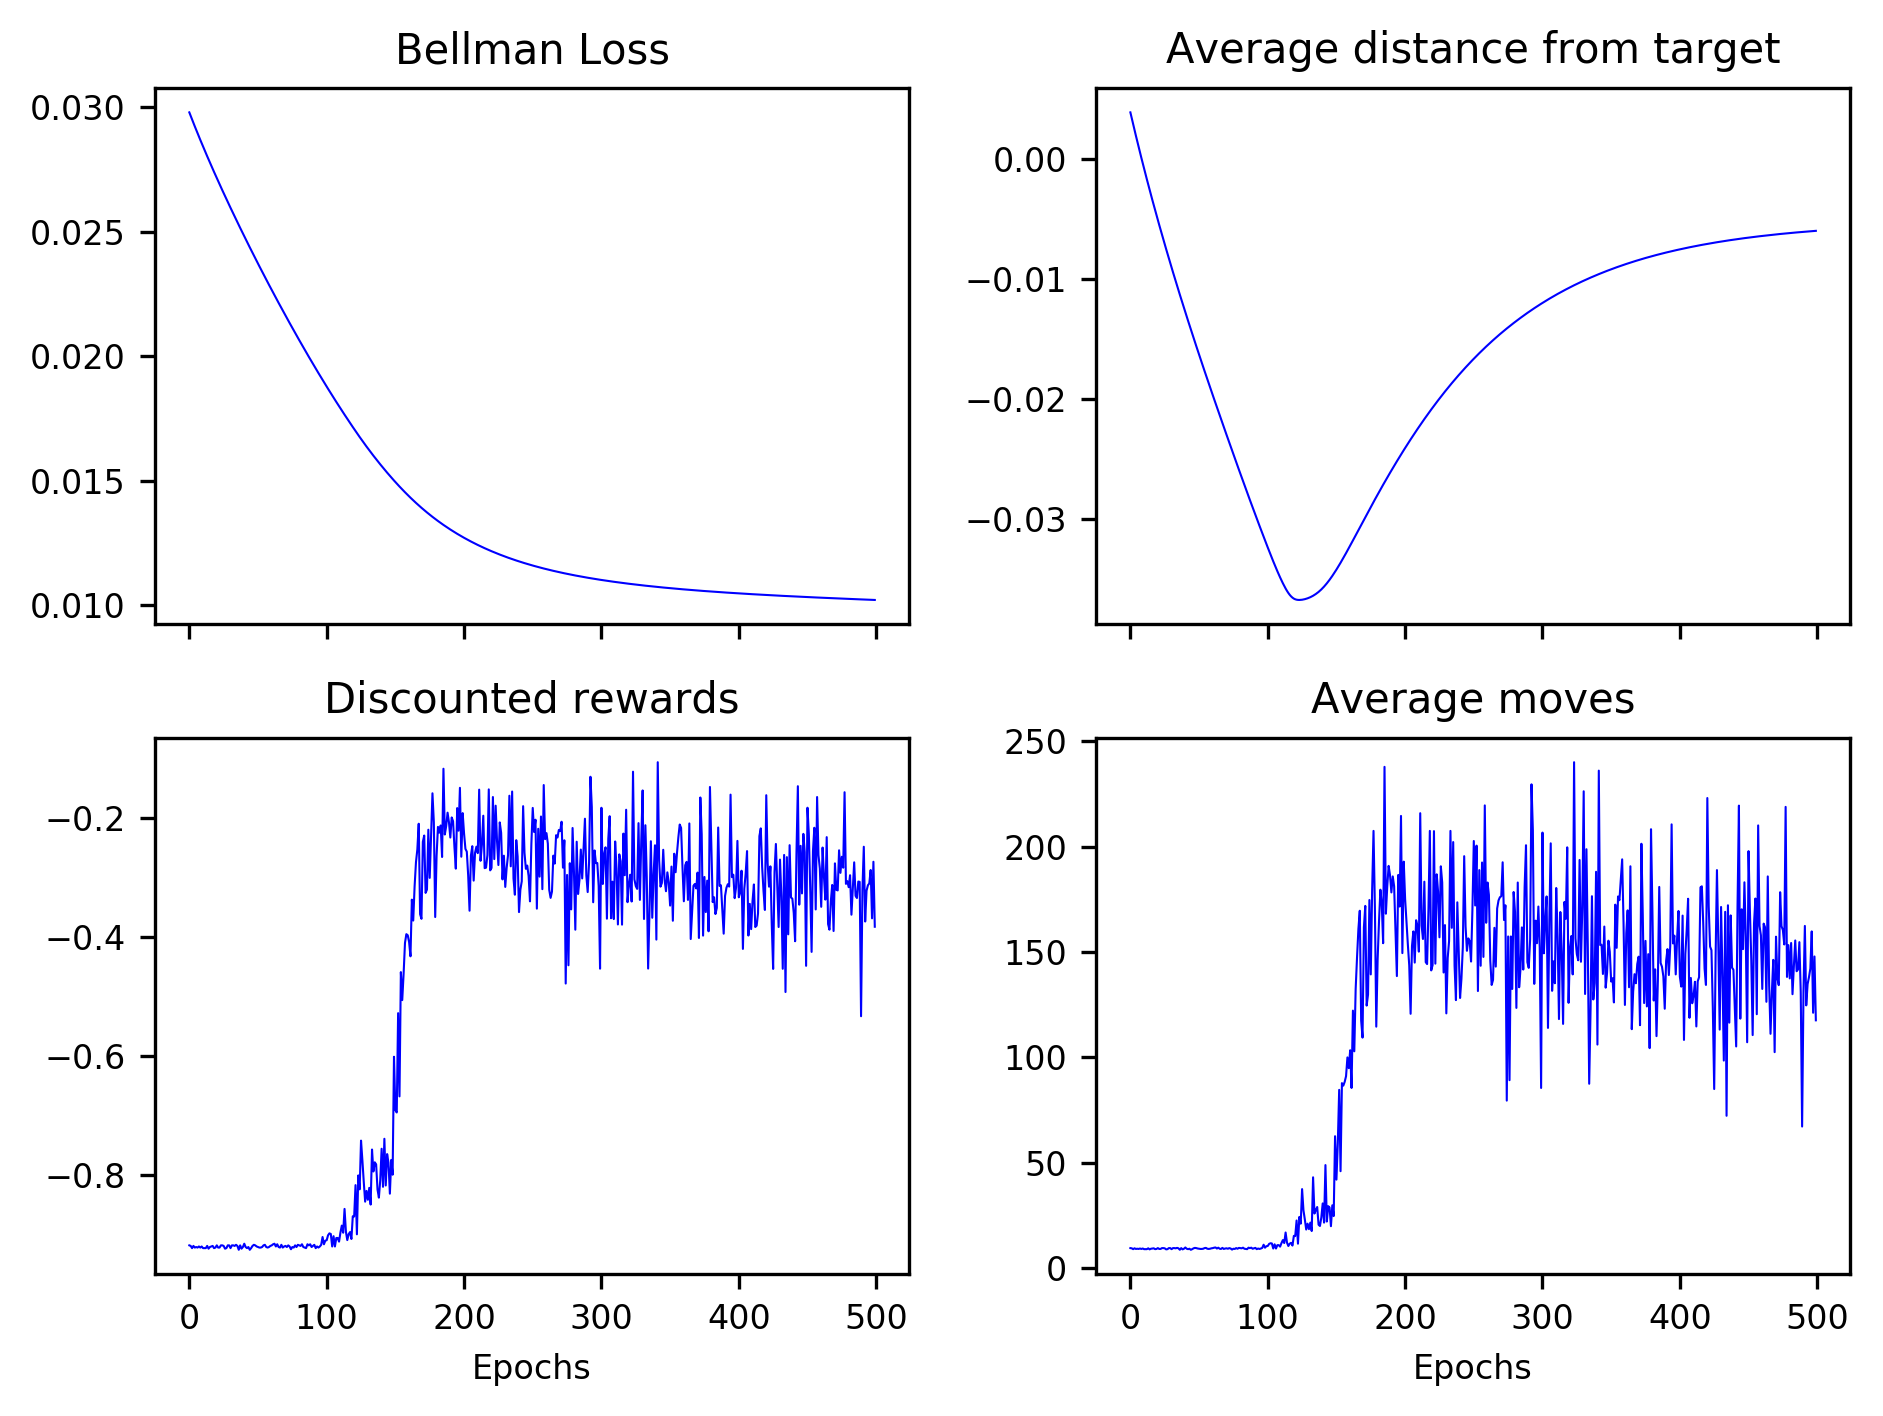 Bellman Loss
0.030
0.025
0.020
0.015
0.010
Average distance from target
0.00
−0.01
−0.02
−0.03
Discounted rewards
−0.2
−0.4
−0.6
−0.8
0 100 200 300 400 500
Epochs
Average moves
250
200
150
100
50
0
0 100 200 300 400 500
Epochs